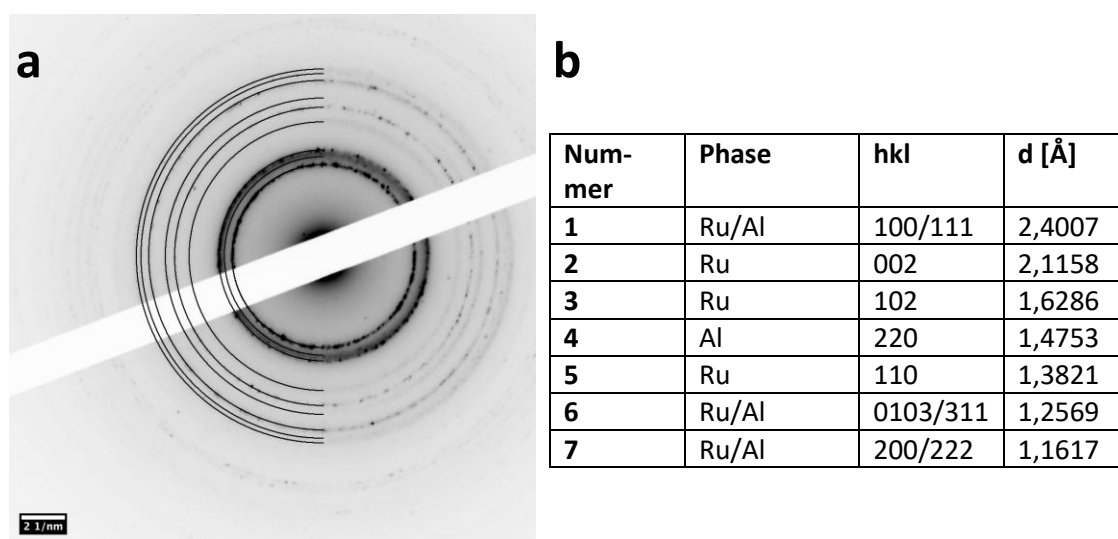 a
b
Num-
mer Phase hkl d [Å]
1 Ru/Al 100/111 2,4007
2 Ru 002 2,1158
3 Ru 102 1,6286
4 Al 220 1,4753
5 Ru 110 1,3821
6 Ru/Al 0103/311 1,2569
7 Ru/Al 200/222 1,1617
2 1/nm